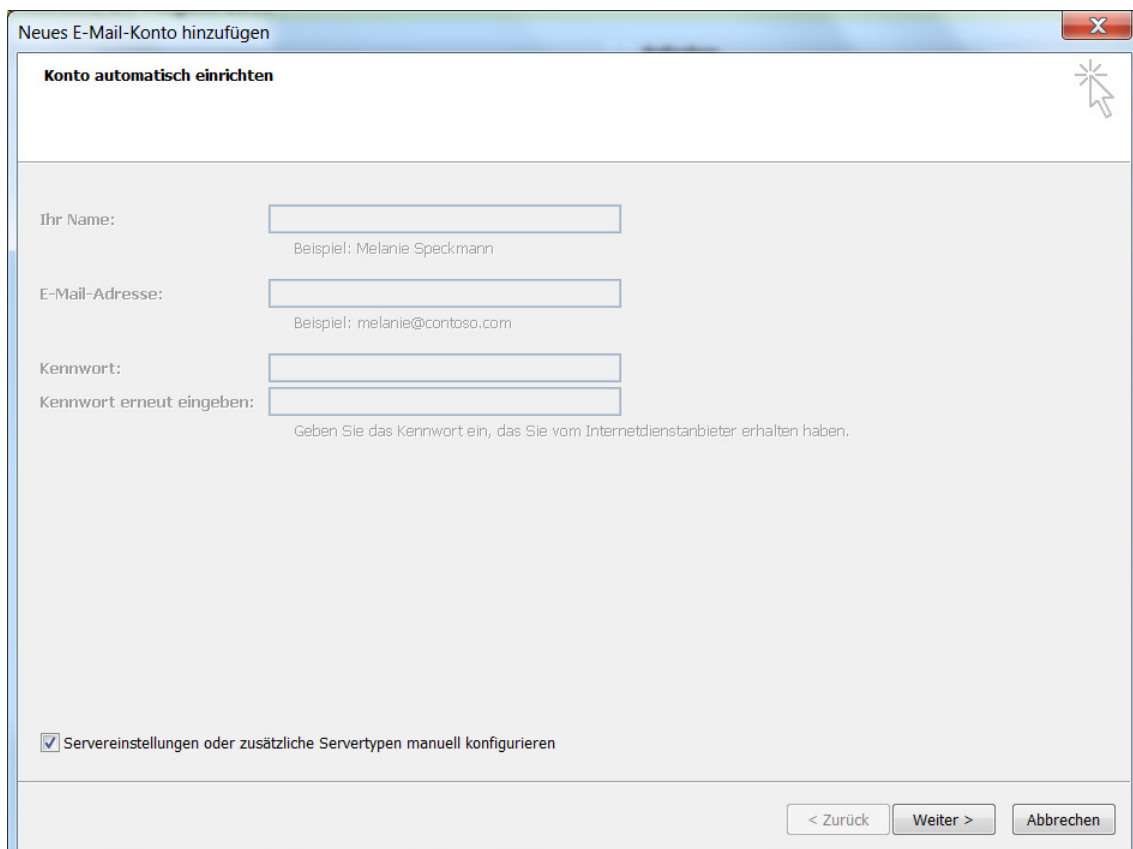 Neues E-Mail-Konto hinzufügen
X
Konto automatisch einrichten
Ihr Name:
Beispiel: Melanie Speckmann
E-Mail-Adresse:
Beispiel: melanie@contoso.com
Kennwort:
Kennwort erneut eingeben:
Geben Sie das Kennwort ein, das Sie vom Internetdienstanbieter erhalten haben.
Servereinstellungen oder zusätzliche Servertypen manuell konfigurieren
< Zurück Weiter > Abbrechen